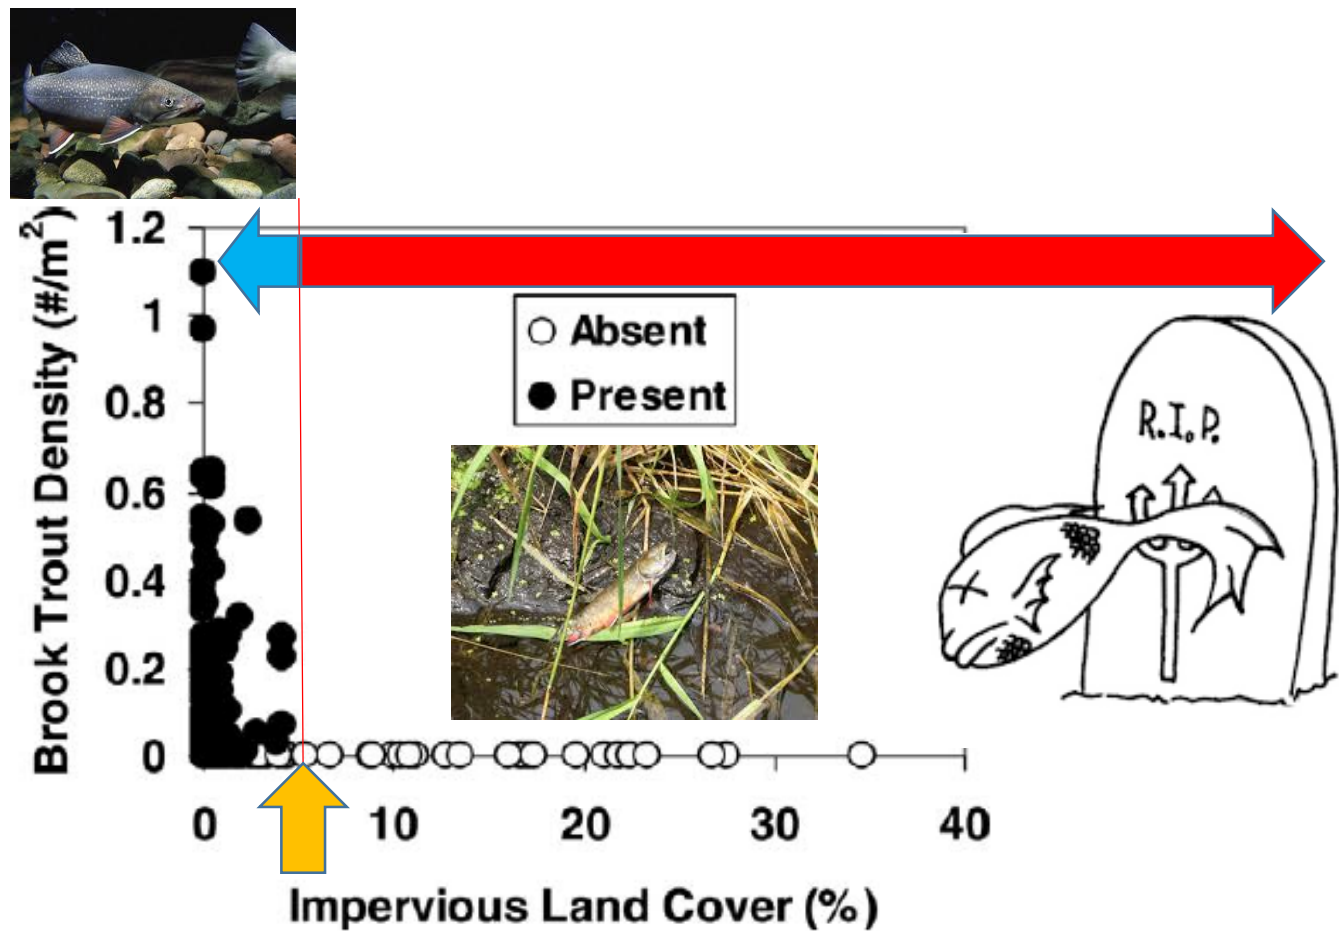 Brook Trout Density (#/m²)
1.2
1
0.8
0.6
0.4
0.2
0
Absent
Present
R.I.P.
0 10 20 30 40
Impervious Land Cover (%)